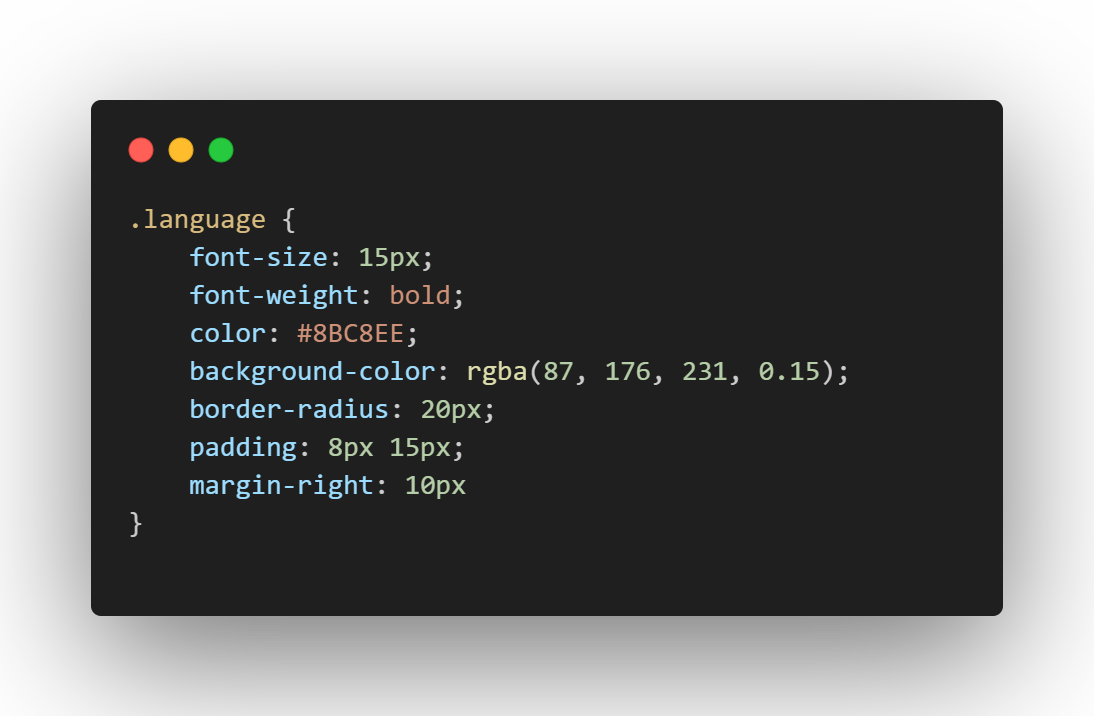 .language {
    font-size: 15px;
    font-weight: bold;
    color: #8BC8EE;
    background-color: rgba(87, 176, 231, 0.15);
    border-radius: 20px;
    padding: 8px 15px;
    margin-right: 10px
}